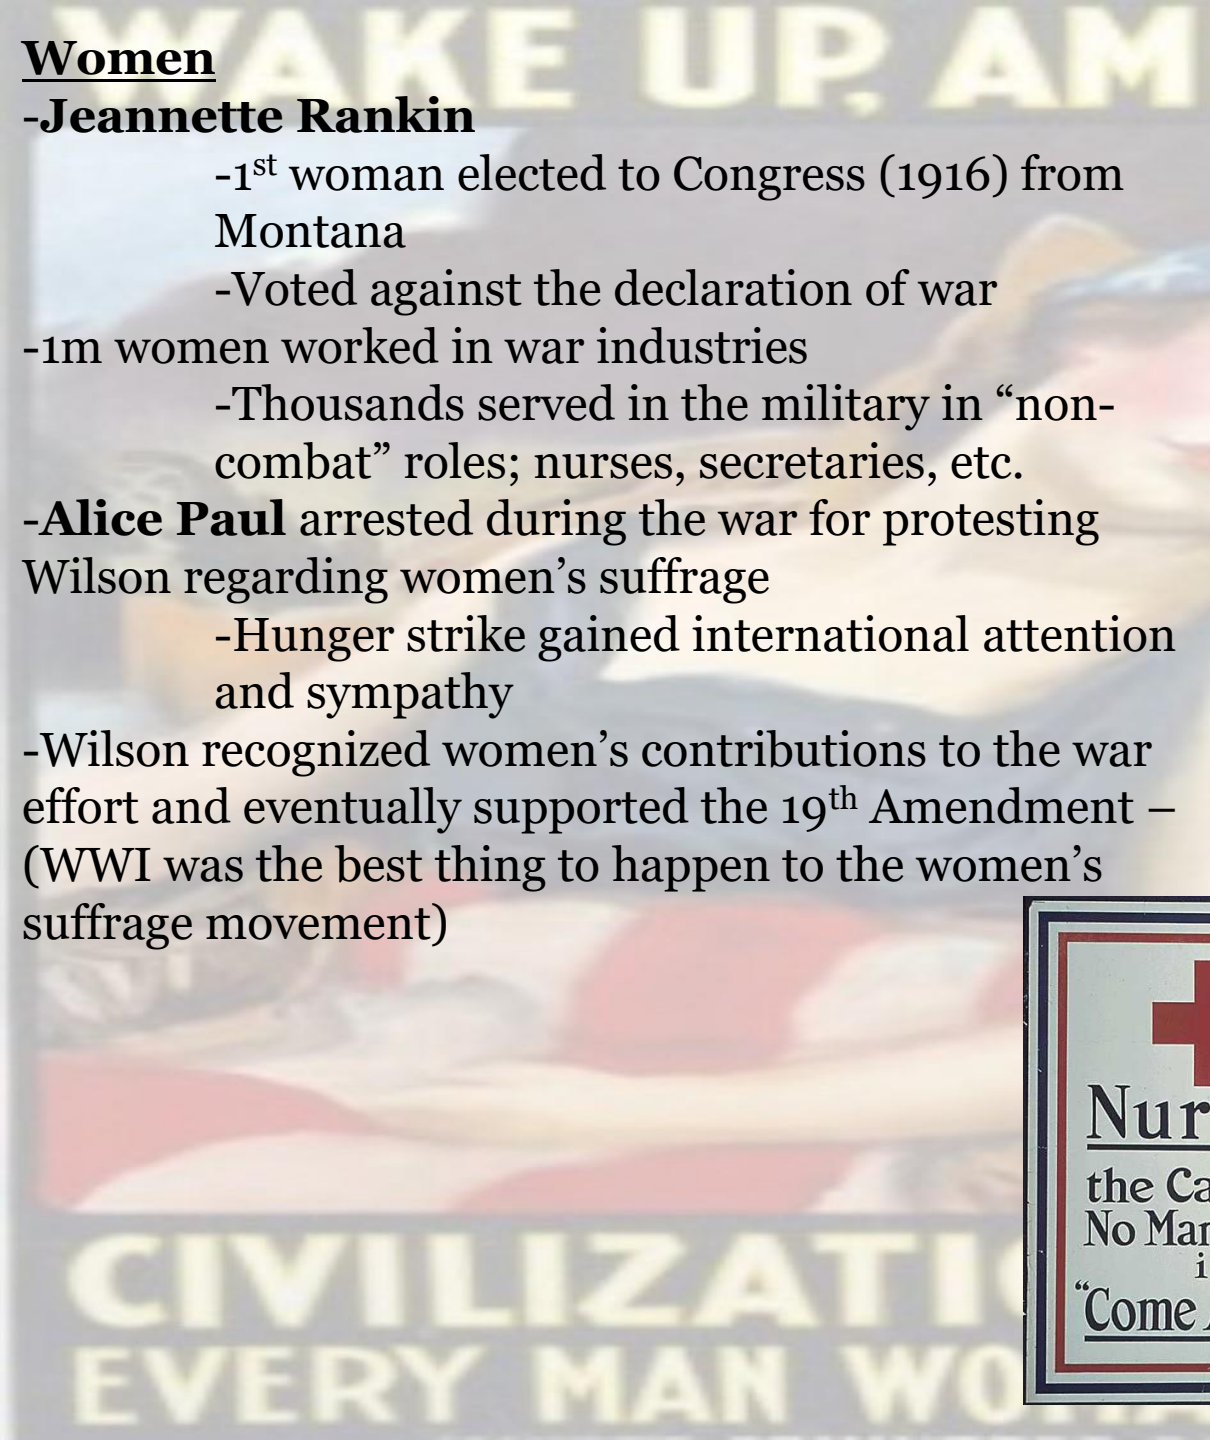 WAKE UP, AM
Women
-Jeannette Rankin
-1st woman elected to Congress (1916) from
Montana
-Voted against the declaration of war
-1m women worked in war industries
-Thousands served in the military in “non-
combat” roles; nurses, secretaries, etc.
-Alice Paul arrested during the war for protesting
Wilson regarding women’s suffrage
-Hunger strike gained international attention
and sympathy
-Wilson recognized women’s contributions to the war
effort and eventually supported the 19th Amendment –
(WWI was the best thing to happen to the women’s
suffrage movement)
Nur
the Ca
No Man
i
“Come A
CIVILIZATIO
EVERY MAN WOMA